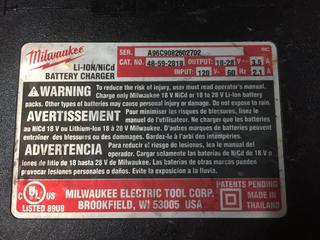 Milwaukee
LI-ION/NiCd
BATTERY CHARGER
SER. A96C9082602702
CAT. NO. 48-59-2818 OUTPUT: 18-28 V 3.5 A
INPUT: 120 V 60 Hz 2.1 A
WARNING To reduce the risk of injury, user must read operator's manual.
Charge only Milwaukee 18 V NiCd or 18 to 28 V Li-Ion battery
packs. Other types of batteries may cause personal injury or damage. Do not expose to rain.
AVERTISSEMENT Pour minimiser les risques de blessures, lisez le
manuel de l'utilisateur. Ne charger que les batteries
au NiCd 18 V ou Lithium-Ion 18 à 28 V Milwaukee. D'autres marques de batteries peuvent
entraîner des blessures ou des dommages. Gardez-le à l'abri des intempéries.
ADVERTENCIA Para reducir el riesgo de lesiones, lea el manual
del operador. Cargar solamente las baterías de NiCd de 18 V o
iones de litio de 18 hasta 28 V de Milwaukee. Las baterías de otras marcas pueden
provocar lesiones personales o daños. No exponga el cargador a la lluvia.
C UL US
LISTED 89U8
MILWAUKEE ELECTRIC TOOL CORP.
BROOKFIELD, WI 53005 USA
PATENTS PENDING
MADE IN
THAILAND